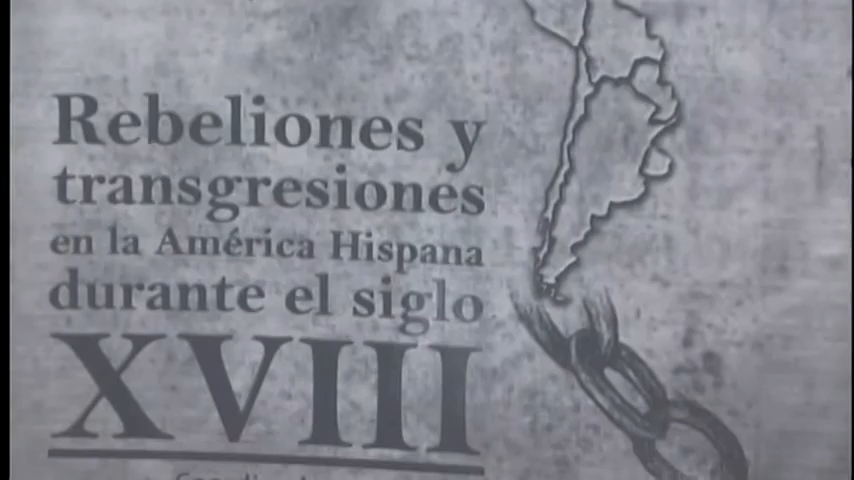 Rebeliones y
transgresiones
en la América Hispana
durante el siglo
XVIII